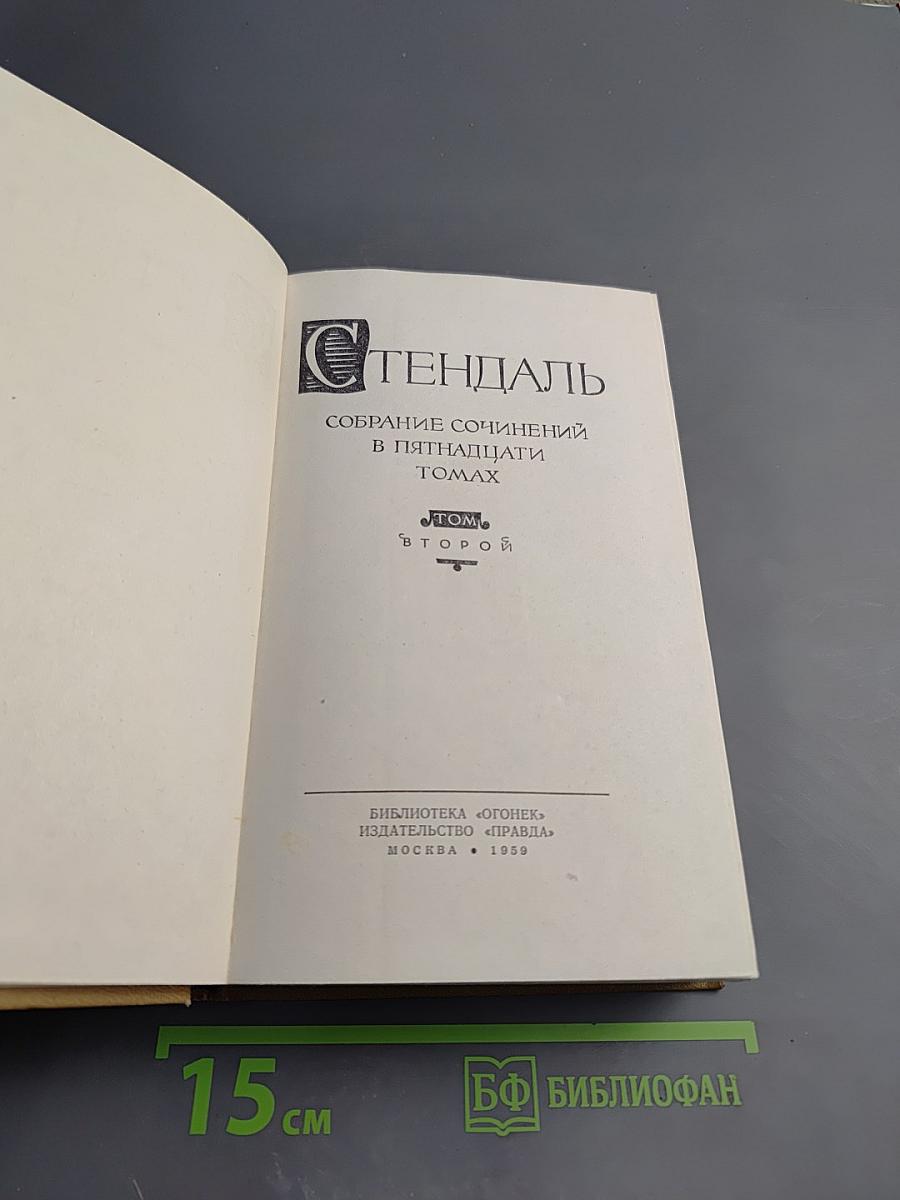 СТЕНДАЛЬ
СОБРАНИЕ СОЧИНЕНИЙ
В ПЯТНАДЦАТИ
ТОМАХ
ТОМ
ВТОРОЙ
БИБЛИОТЕКА «ОГОНЕК»
ИЗДАТЕЛЬСТВО «ПРАВДА»
МОСКВА • 1959
15 см
БФ БИБЛИОФАН